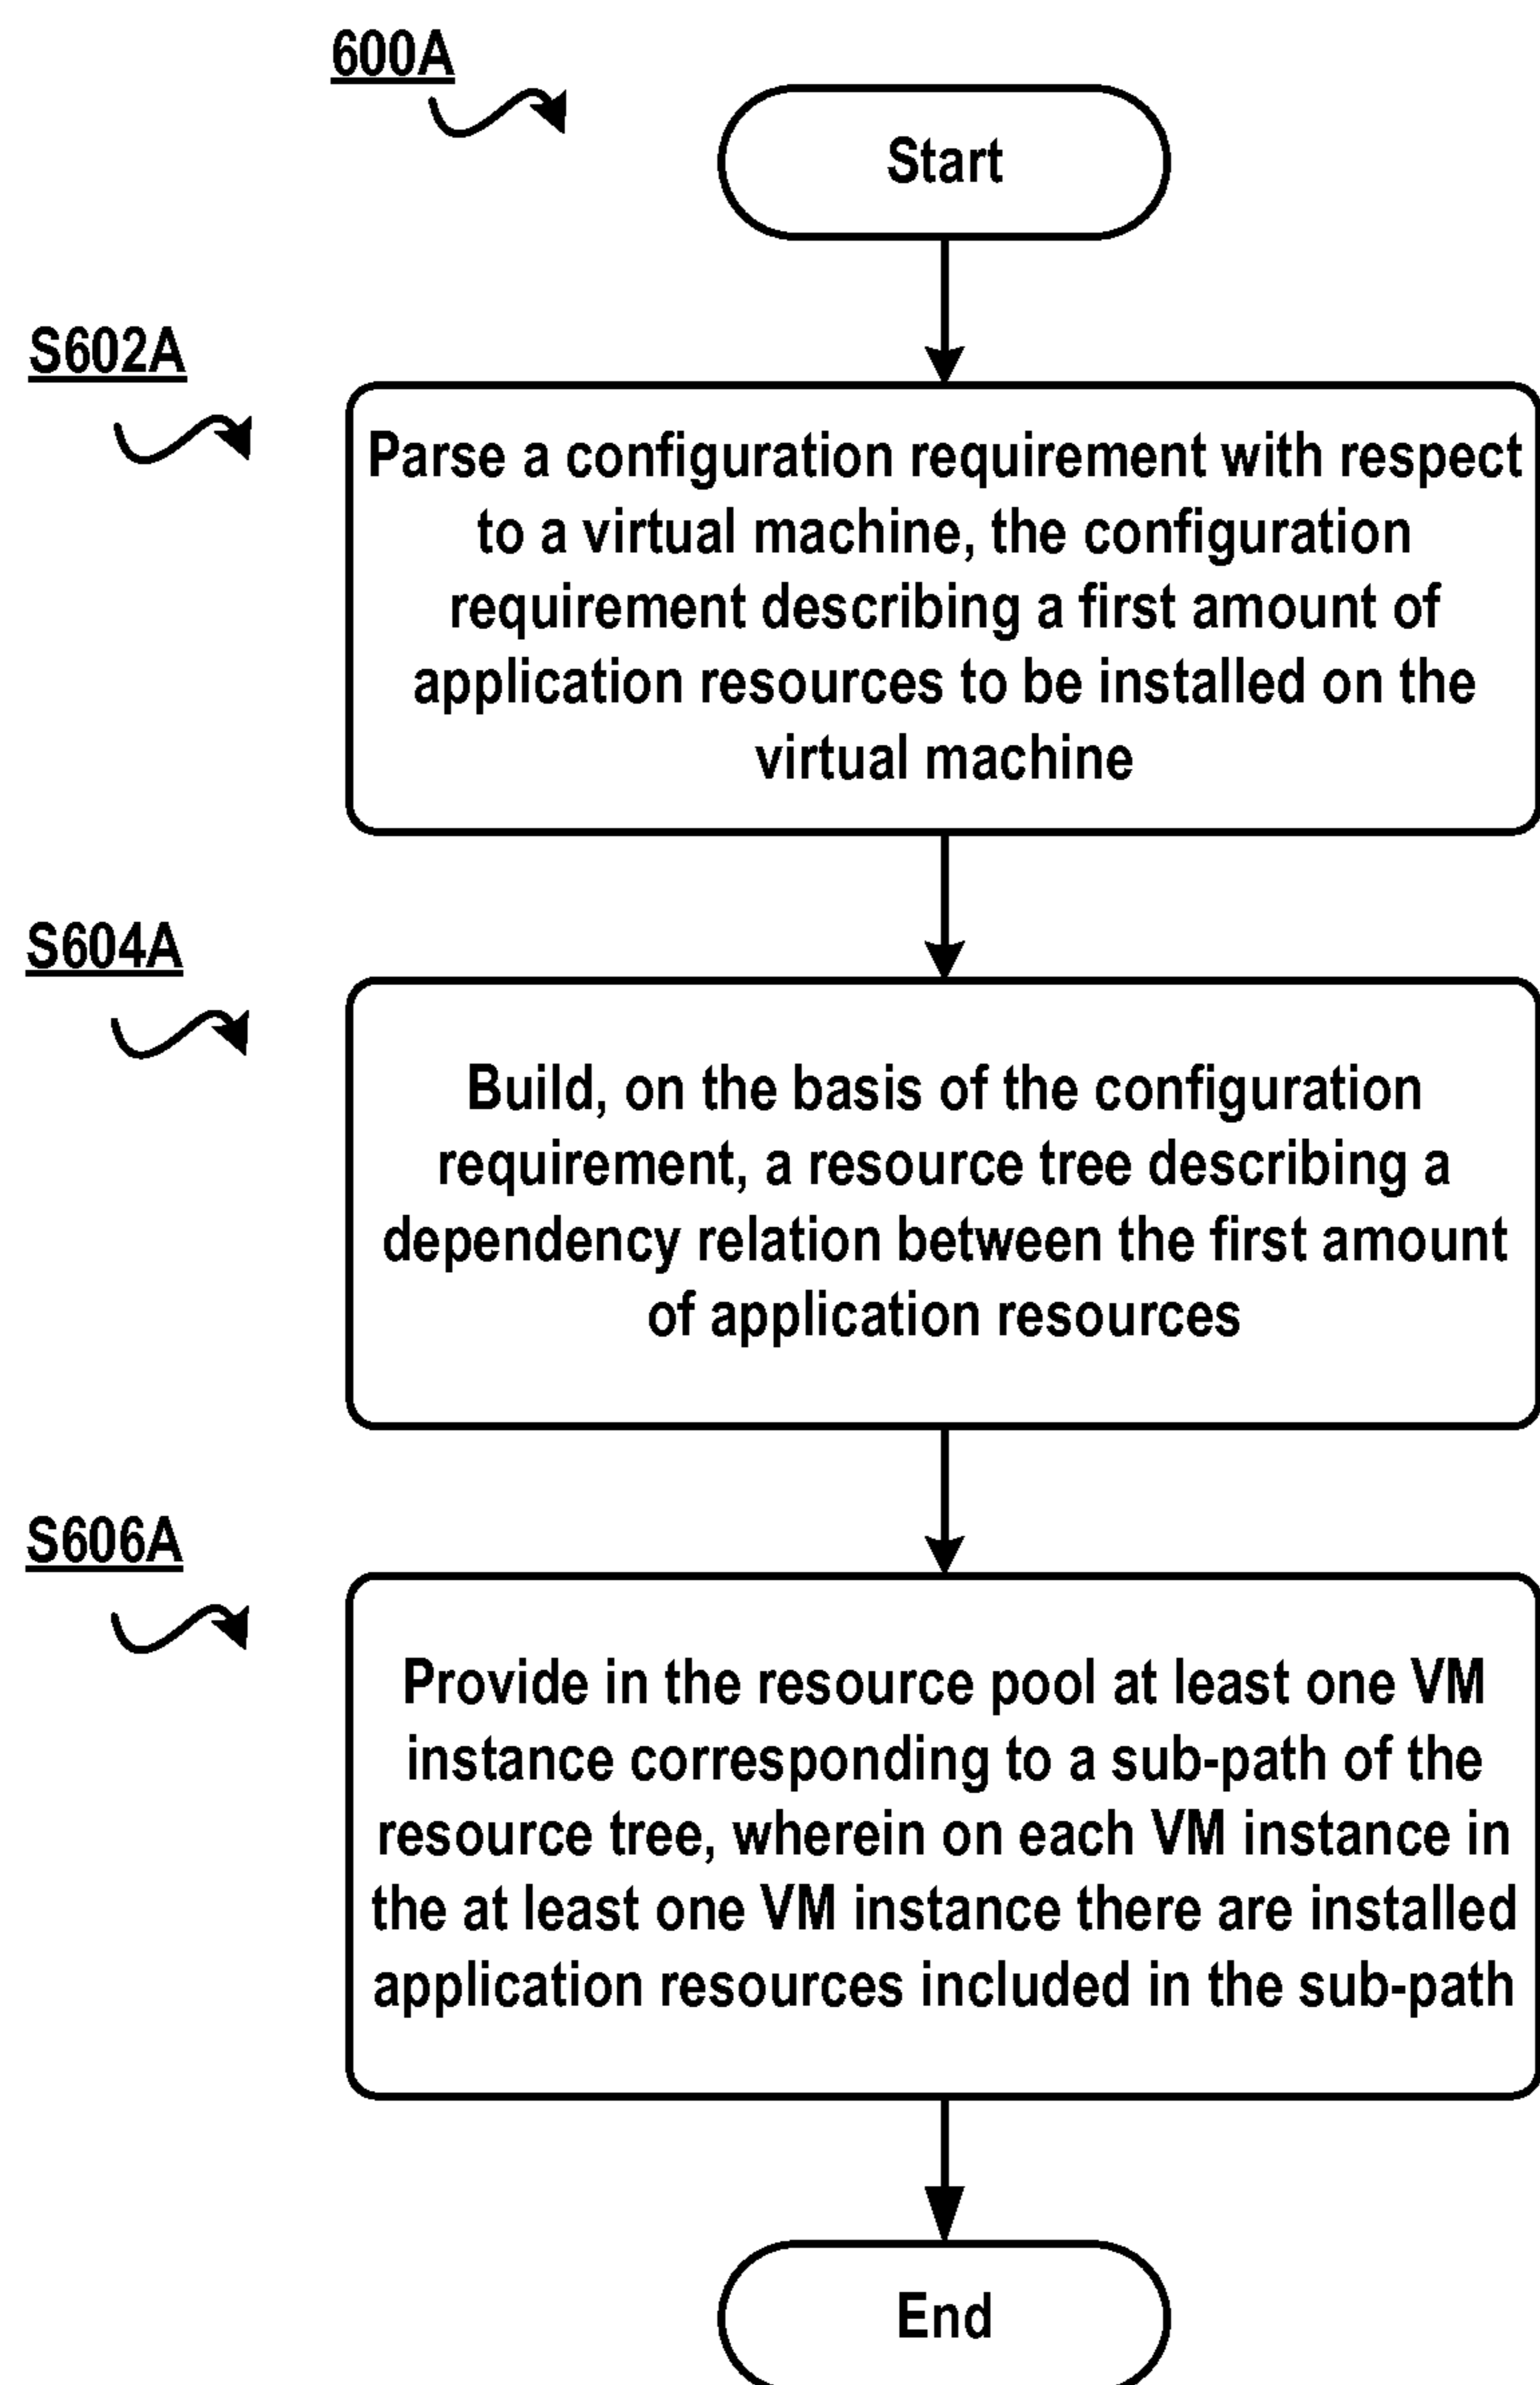 600A
Start
S602A
Parse a configuration requirement with respect
to a virtual machine, the configuration
requirement describing a first amount of
application resources to be installed on the
virtual machine
S604A
Build, on the basis of the configuration
requirement, a resource tree describing a
dependency relation between the first amount
of application resources
S606A
Provide in the resource pool at least one VM
instance corresponding to a sub-path of the
resource tree, wherein on each VM instance in
the at least one VM instance there are installed
application resources included in the sub-path
End